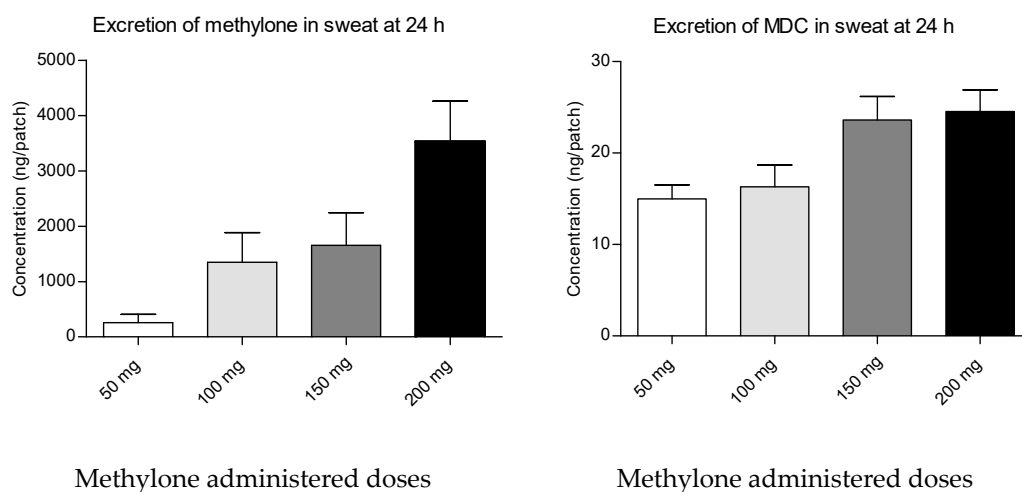 Excretion of methylone in sweat at 24 h
Concentration (ng/patch)
5000
4000
3000
2000
1000
0
50 mg
100 mg
150 mg
200 mg
Methylone administered doses
Excretion of MDC in sweat at 24 h
Concentration (ng/patch)
30
20
10
0
50 mg
100 mg
150 mg
200 mg
Methylone administered doses